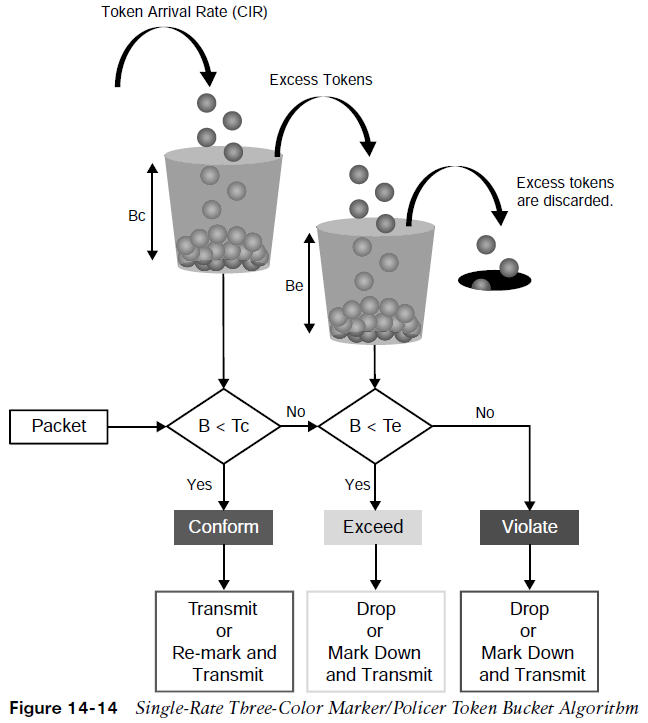 Token Arrival Rate (CIR)
Excess Tokens
Excess tokens
are discarded.
Bc
Be
Packet
B < Tc
No
B < Te
No
Yes
Yes
Conform
Exceed
Violate
Transmit
or
Re-mark and
Transmit
Drop
or
Mark Down
and Transmit
Drop
or
Mark Down
and Transmit
Figure 14-14 Single-Rate Three-Color Marker/Policer Token Bucket Algorithm